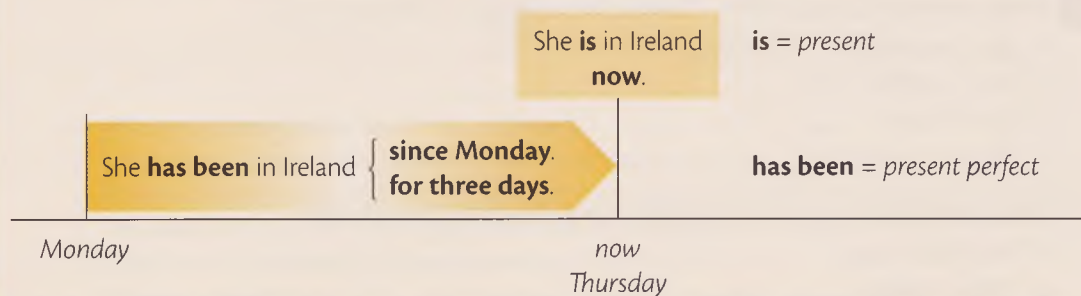 She is in Ireland
now.
is = present
She has been in Ireland { since Monday.
for three days.
has been = present perfect
Monday
now
Thursday